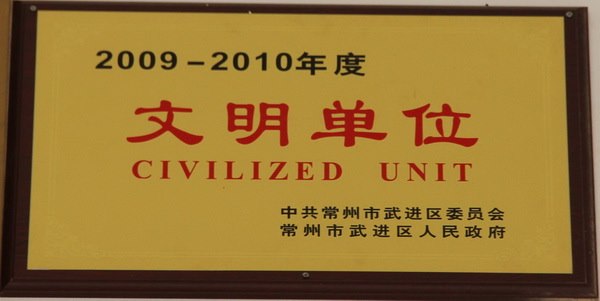 2009-2010年度
文明单位
CIVILIZED UNIT
中共常州市武进区委员会
常州市武进区人民政府